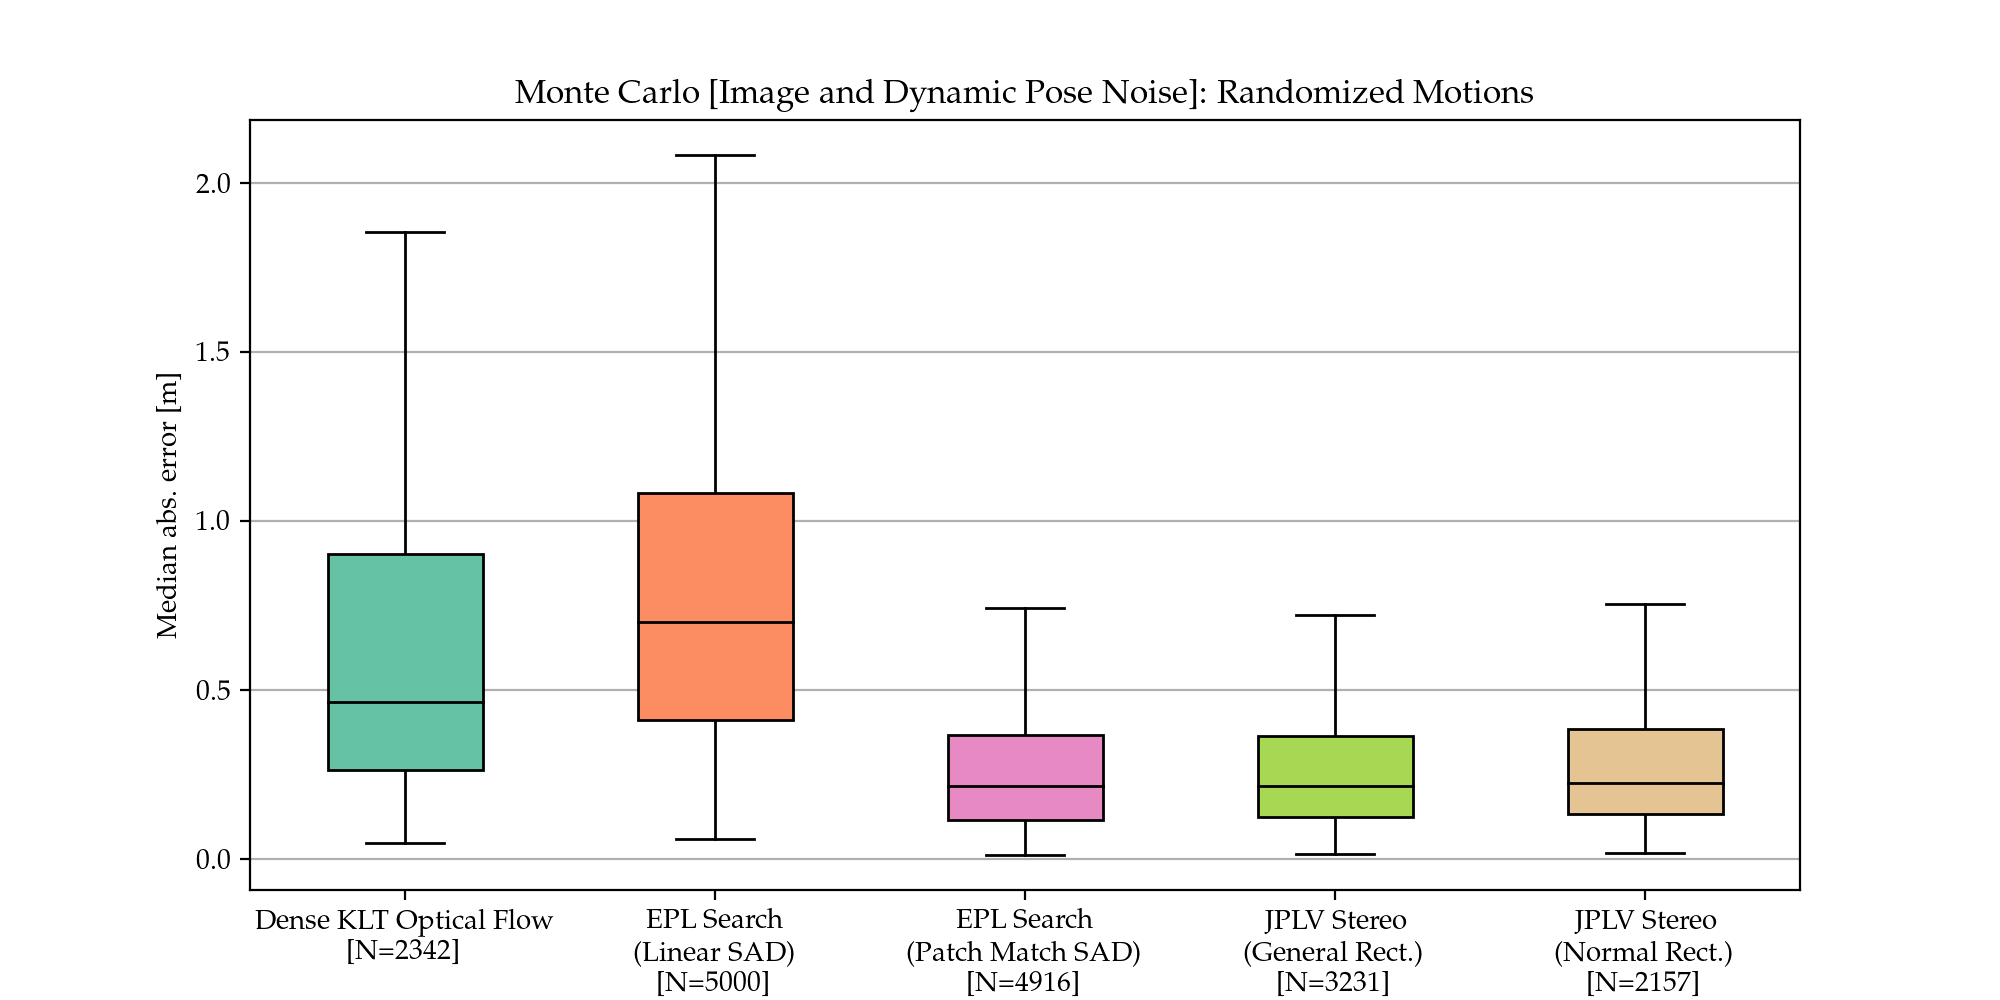 Monte Carlo [Image and Dynamic Pose Noise]: Randomized Motions
Median abs. error [m]
2.0
1.5
1.0
0.5
0.0
Dense KLT Optical Flow
[N=2342]
EPL Search
(Linear SAD)
[N=5000]
EPL Search
(Patch Match SAD)
[N=4916]
JPLV Stereo
(General Rect.)
[N=3231]
JPLV Stereo
(Normal Rect.)
[N=2157]